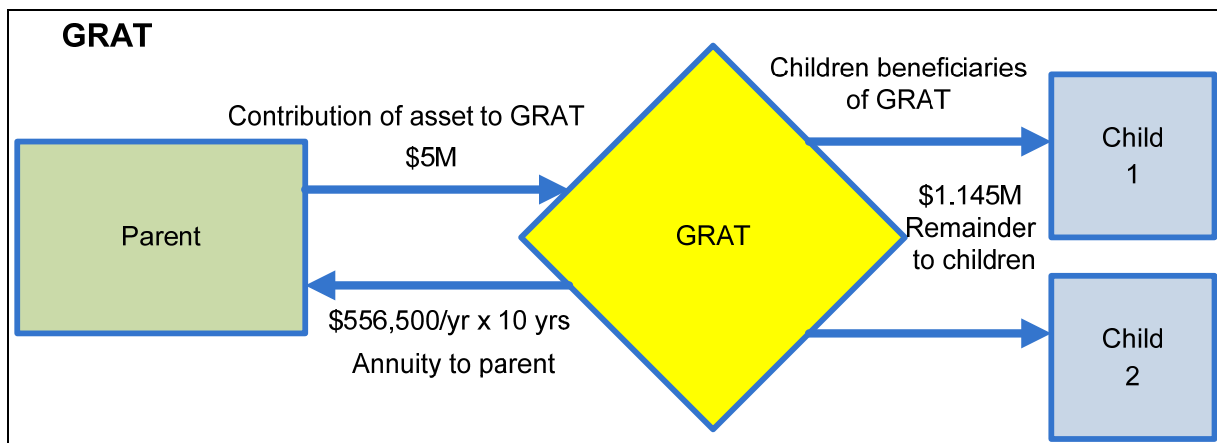 GRAT
Contribution of asset to GRAT
$5M
Parent
$556,500/yr x 10 yrs
Annuity to parent
GRAT
Children beneficiaries
of GRAT
$1.145M
Remainder
to children
Child
1
Child
2